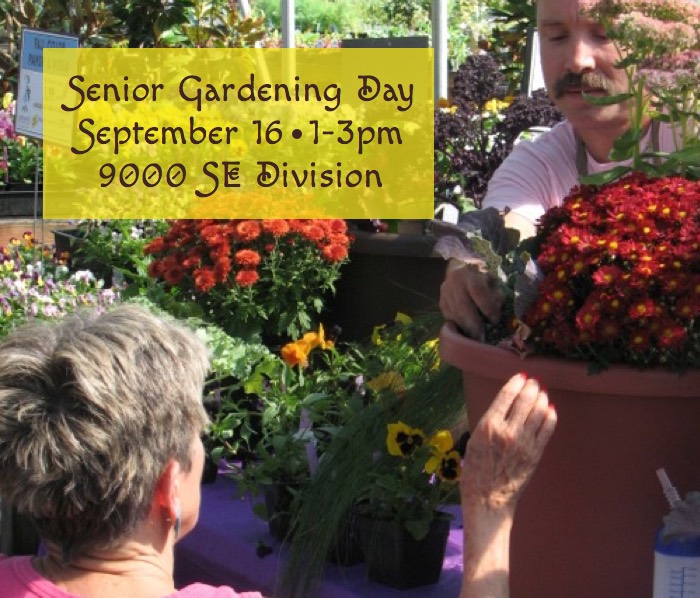 Senior Gardening Day
September 16 • 1-3pm
9000 SE Division